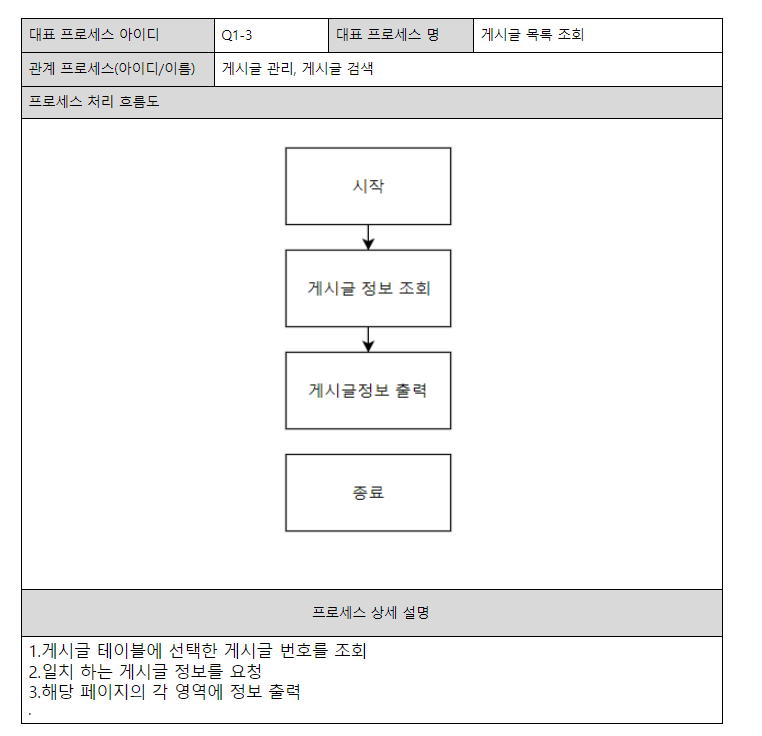 대표 프로세스 아이디 Q1-3 대표 프로세스 명 게시글 목록 조회
관계 프로세스(아이디/이름) 게시글 관리, 게시글 검색
프로세스 처리 흐름도
시작
게시글 정보 조회
게시글정보 출력
종료
프로세스 상세 설명
1.게시글 테이블에 선택한 게시글 번호를 조회
2.일치 하는 게시글 정보를 요청
3.해당 페이지의 각 영역에 정보 출력
.